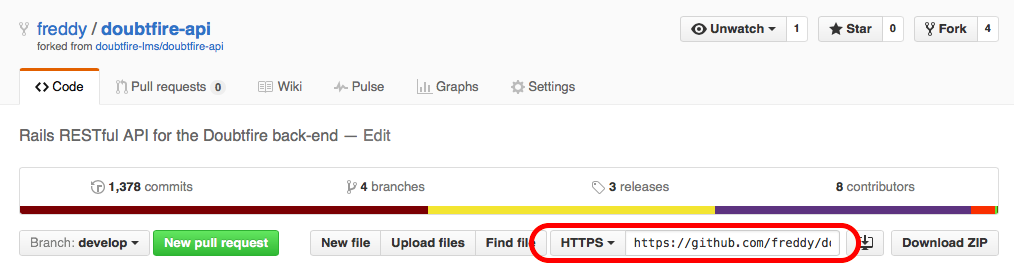 freddy / doubtfire-api
forked from doubtfire-lms/doubtfire-api
Unwatch 1 Star 0 Fork 4
Code Pull requests 0 Wiki Pulse Graphs Settings
Rails RESTful API for the Doubtfire back-end — Edit
1,378 commits 4 branches 3 releases 8 contributors
Branch: develop New pull request New file Upload files Find file HTTPS https://github.com/freddy/do Download ZIP